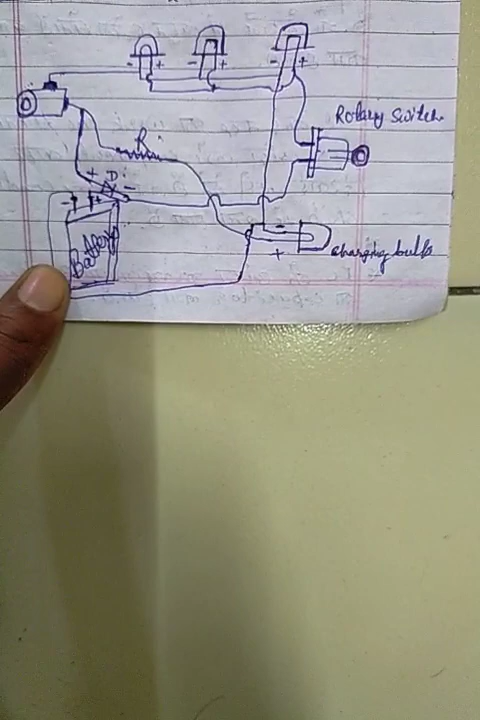 - + - + - +
Rotary Switch
R
+ D -
- +
Battery
-
+
charging bulb